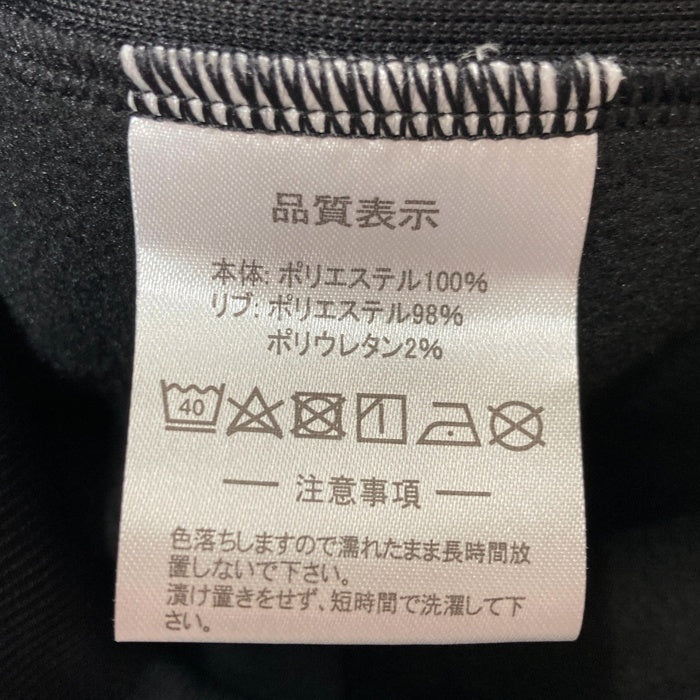 品質表示
本体: ポリエステル100%
リブ: ポリエステル98%
ポリウレタン2%
40
注意事項
色落ちしますので濡れたまま長時間放
置しないで下さい。
漬け置きをせず、短時間で洗濯して下
さい。